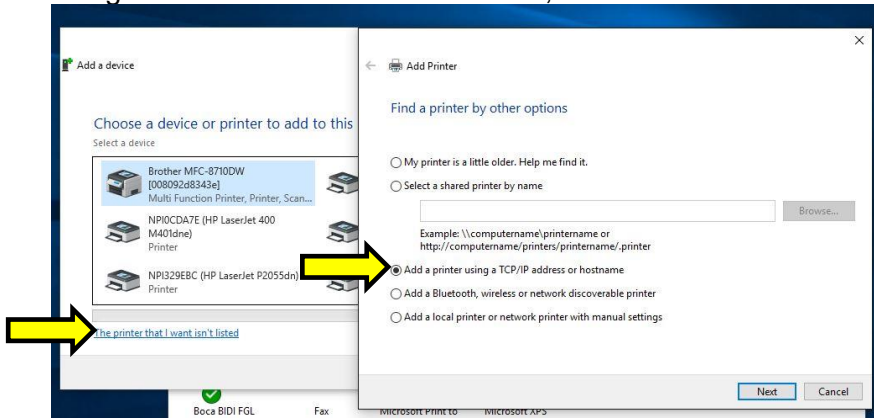 Add a device
Choose a device or printer to add to this
Select a device
Brother MFC-8710DW
[008092d8343e]
Multi Function Printer, Printer, Scan...
NPI0CDA7E (HP LaserJet 400
M401dne)
Printer
NPI329EBC (HP LaserJet P2055dn)
Printer
The printer that I want isn't listed
Add Printer
Find a printer by other options
My printer is a little older. Help me find it.
Select a shared printer by name
Browse...
Example: \\computername\printername or
http://computername/printers/printername/.printer
Add a printer using a TCP/IP address or hostname
Add a Bluetooth, wireless or network discoverable printer
Add a local printer or network printer with manual settings
Next Cancel
Boca BIDI FGL Fax Microsoft Print to Microsoft XPS